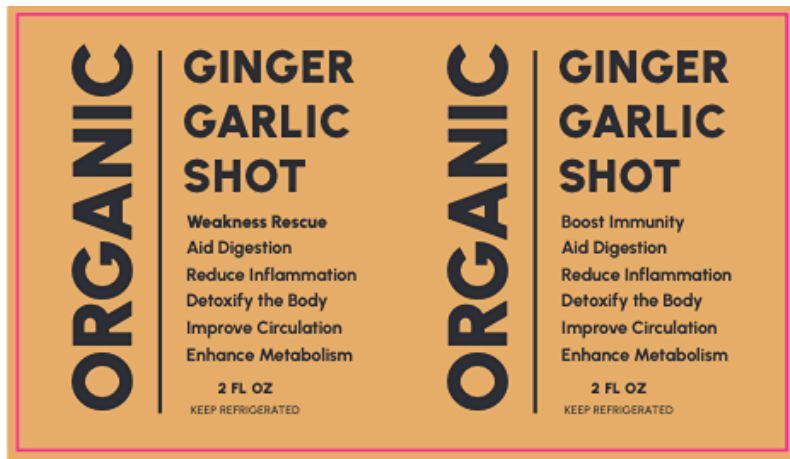 ORGANIC
GINGER
GARLIC
SHOT
Weakness Rescue
Aid Digestion
Reduce Inflammation
Detoxify the Body
Improve Circulation
Enhance Metabolism
2 FL OZ
KEEP REFRIGERATED
ORGANIC
GINGER
GARLIC
SHOT
Boost Immunity
Aid Digestion
Reduce Inflammation
Detoxify the Body
Improve Circulation
Enhance Metabolism
2 FL OZ
KEEP REFRIGERATED